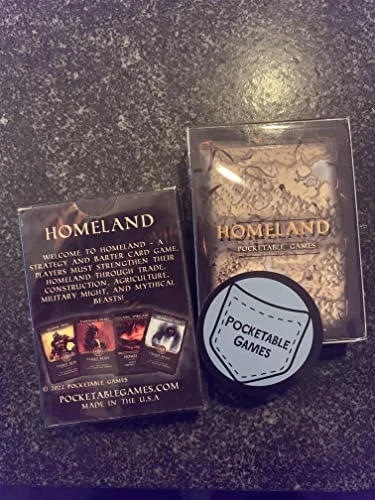 HOMELAND
WELCOME TO HOMELAND - A
STRATEGY AND BARTER CARD GAME.
PLAYERS MUST STRENGTHEN THEIR
HOMELAND THROUGH TRADE,
CONSTRUCTION, AGRICULTURE,
MILITARY MIGHT, AND MYTHICAL
BEASTS!
© 2022 POCKETABLE GAMES
POCKETABLEGAMES.COM
MADE IN THE U.S.A
HOMELAND
POCKETABLE GAMES
POCKETABLE
GAMES